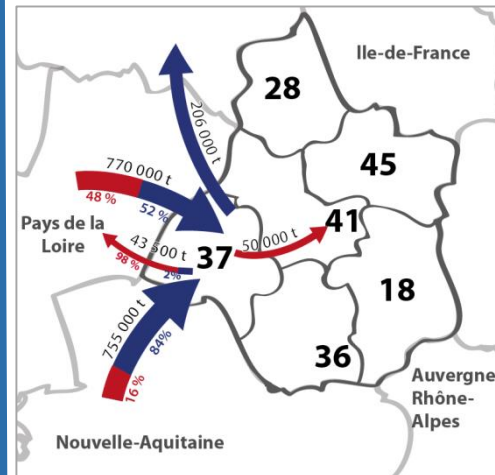 Ile-de-France
28
206 000 t
45
770 000 t
48 %
52 %
41
Pays de la
Loire
43 500 t
98 %
2%
37
50 000 t
18
755 000 t
84%
16 %
36
Auvergne
Rhône-
Alpes
Nouvelle-Aquitaine